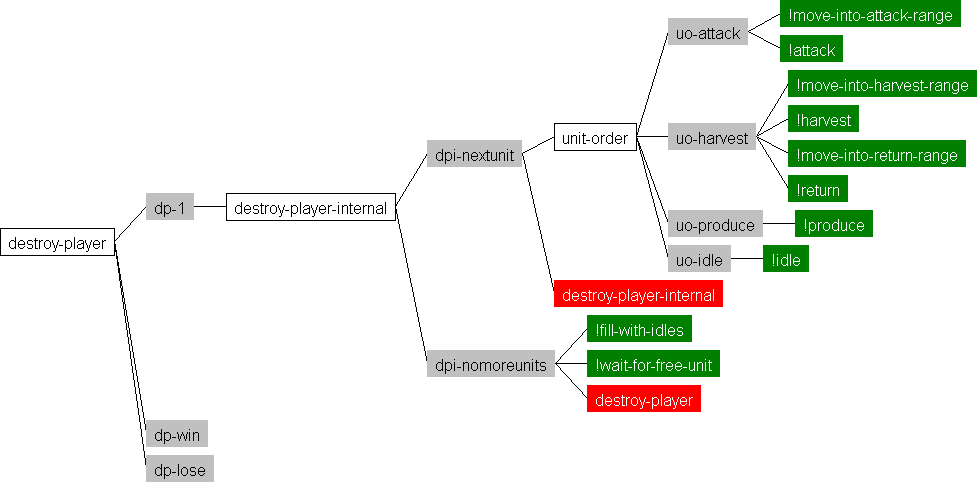 !move-into-attack-range
uo-attack
!attack
!move-into-harvest-range
!harvest
unit-order
uo-harvest
dpi-nextunit
!move-into-return-range
!return
dp-1
destroy-player-internal
uo-produce
!produce
destroy-player
uo-idle
!idle
destroy-player-internal
!fill-with-idles
dpi-nomoreunits
!wait-for-free-unit
destroy-player
dp-win
dp-lose